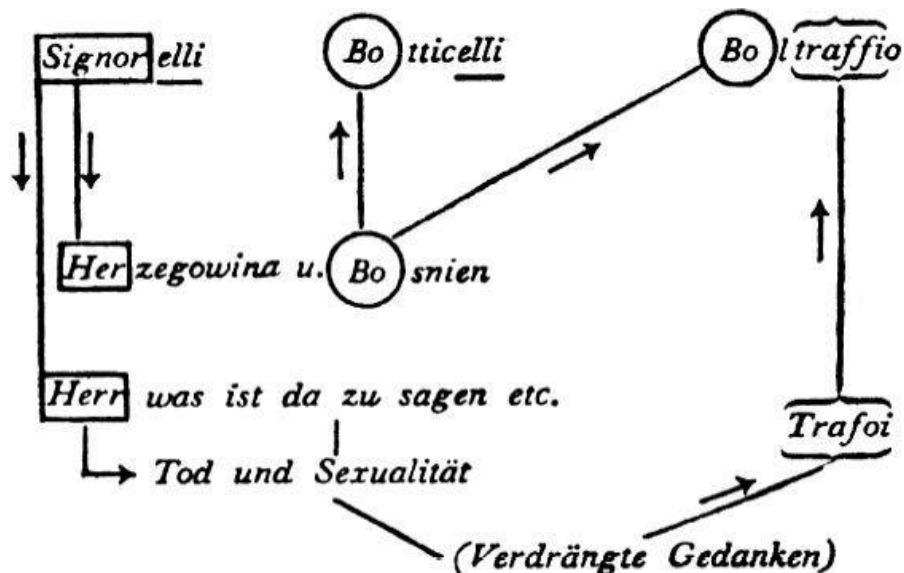 Signorelli Botticelli Boltraffio
Herzegowina u. Bosnien
Herr was ist da zu sagen etc.
Trafoi
Tod und Sexualität
(Verdrängte Gedanken)